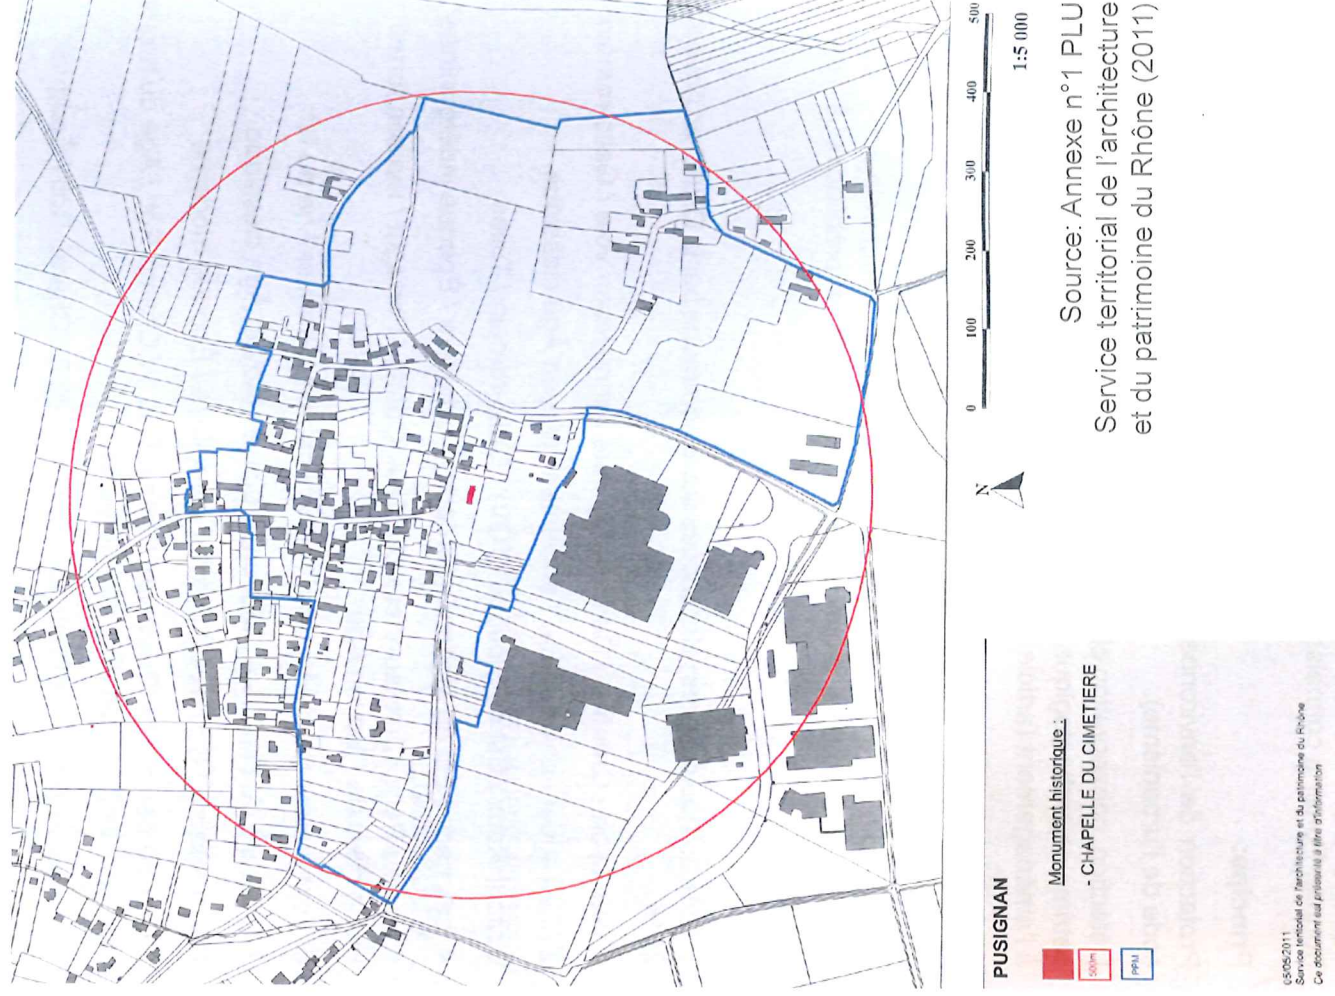 PUSIGNAN
Monument historique :
- CHAPELLE DU CIMETIERE
500m
PPM
05/05/2011
Service territorial de l'architecture et du patrimoine du Rhône
Ce document est présenté à titre d'information
N
0 100 200 300 400 500
1:5 000
Source: Annexe n°1 PLU
Service territorial de l'architecture
et du patrimoine du Rhône (2011)